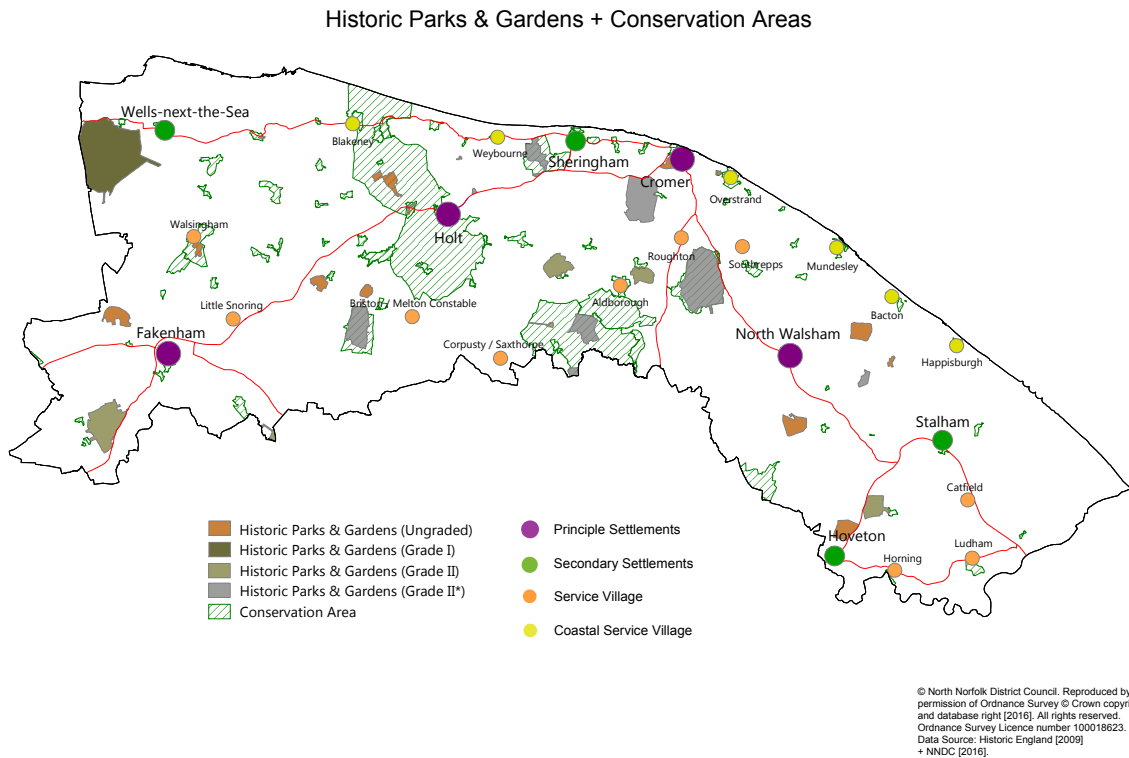 Historic Parks & Gardens + Conservation Areas
Wells-next-the-Sea
Blakeney
Weybourne
Sheringham
Cromer
Overstrand
Walsingham
Holt
Roughton
Southrepps
Mundesley
Little Snoring
Briston / Melton Constable
Aldborough
Bacton
Fakenham
Corpusty / Saxthorpe
North Walsham
Happisburgh
Stalham
Catfield
Hoveton
Horning
Ludham
Historic Parks & Gardens (Ungraded)
Historic Parks & Gardens (Grade I)
Historic Parks & Gardens (Grade II)
Historic Parks & Gardens (Grade II*)
Conservation Area
Principle Settlements
Secondary Settlements
Service Village
Coastal Service Village
© North Norfolk District Council. Reproduced by
permission of Ordnance Survey © Crown copyri
and database right [2016]. All rights reserved.
Ordnance Survey Licence number 100018623.
Data Source: Historic England [2009]
+ NNDC [2016].